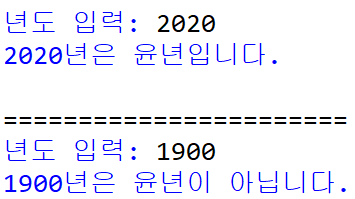 년도 입력: 2020
2020년은 윤년입니다.
=======================
년도 입력: 1900
1900년은 윤년이 아닙니다.